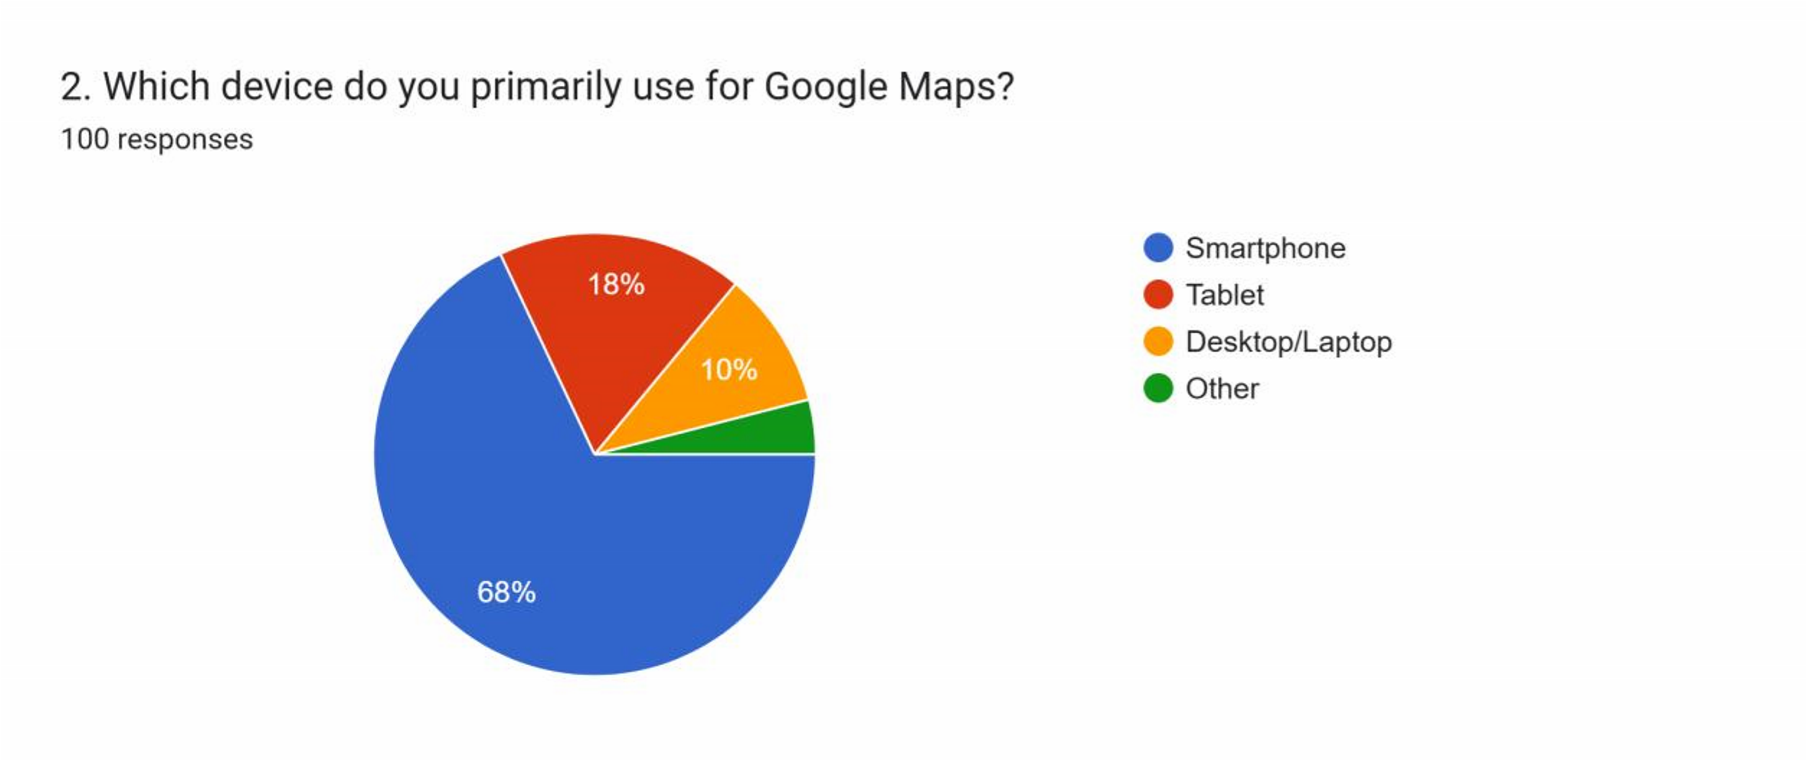 2. Which device do you primarily use for Google Maps?
100 responses
18%
10%
68%
Smartphone
Tablet
Desktop/Laptop
Other